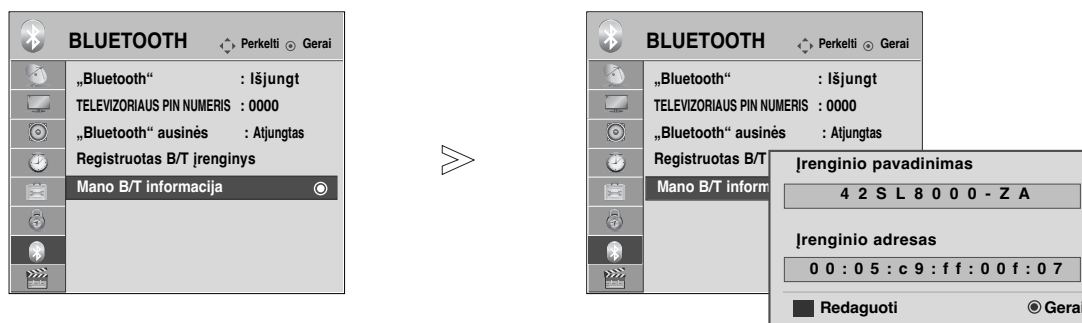 BLUETOOTH Perkelti Gerai
„Bluetooth“ : Išjungt
TELEVIZORIAUS PIN NUMERIS : 0000
„Bluetooth“ ausinės : Atjungtas
Registruotas B/T įrenginys
Mano B/T informacija
BLUETOOTH Perkelti Gerai
„Bluetooth“ : Išjungt
TELEVIZORIAUS PIN NUMERIS : 0000
„Bluetooth“ ausinės : Atjungtas
Registruotas B/T
Mano B/T inform
Įrenginio pavadinimas
42SL8000-ZA
Įrenginio adresas
00:05:c9:ff:00f:07
Redaguoti Gerai